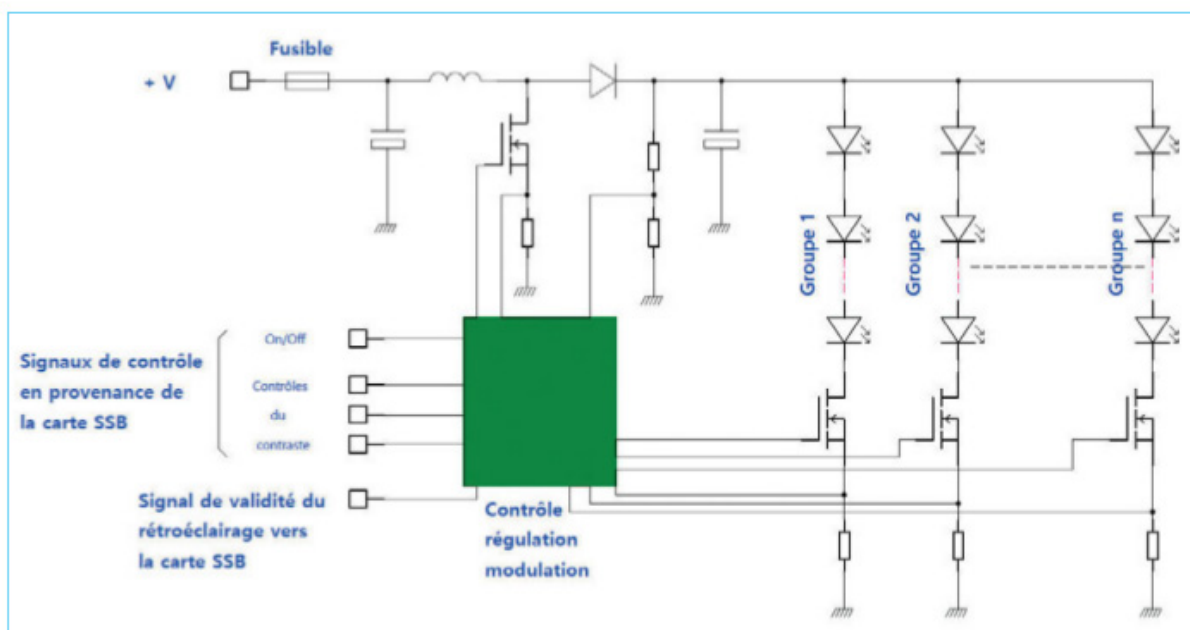 Fusible
+ V
Groupe 1
Groupe 2
Groupe n
On/Off
Signaux de contrôle
en provenance de
la carte SSB
Contrôles
du
contraste
Signal de validité du
rétroéclairage vers
la carte SSB
Contrôle
régulation
modulation